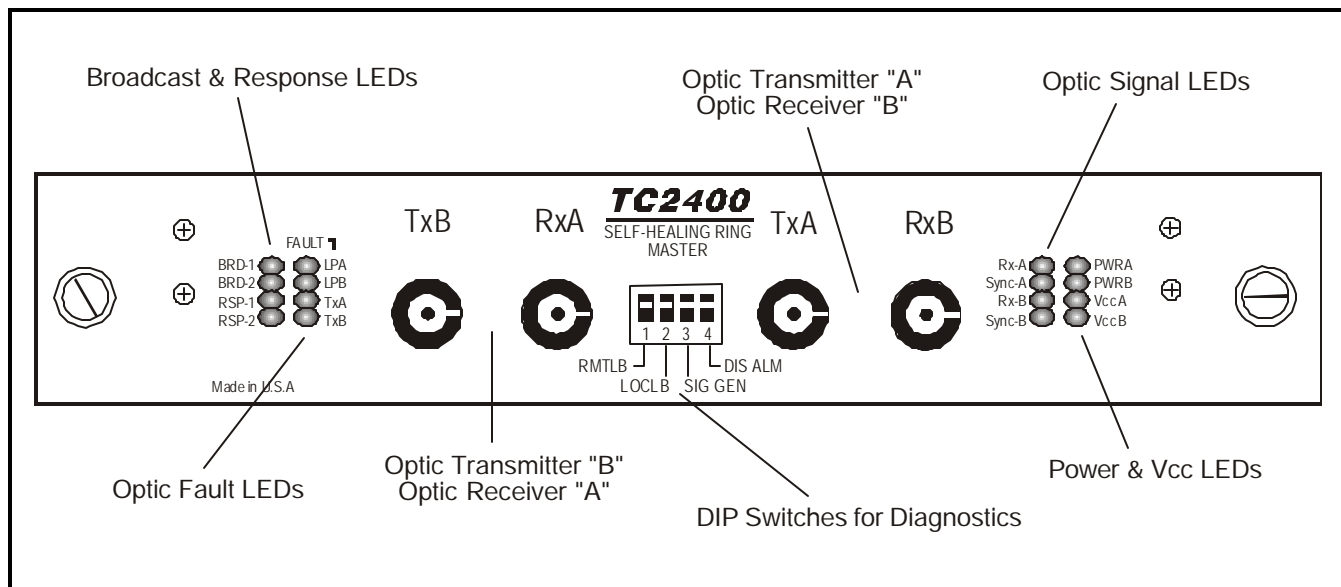 Broadcast & Response LEDs
Optic Transmitter "A"
Optic Receiver "B"
Optic Signal LEDs
TC2400
SELF-HEALING RING
MASTER
TxB
RxA
TxA
RxB
FAULT
BRD-1
LPA
BRD-2
LPB
RSP-1
TxA
RSP-2
TxB
Rx-A
PWRA
Sync-A
PWRB
Rx-B
VccA
Sync-B
VccB
1 2 3 4
RMTLB
DIS ALM
LOCLB
SIG GEN
Made in U.S.A
Optic Fault LEDs
Optic Transmitter "B"
Optic Receiver "A"
DIP Switches for Diagnostics
Power & Vcc LEDs